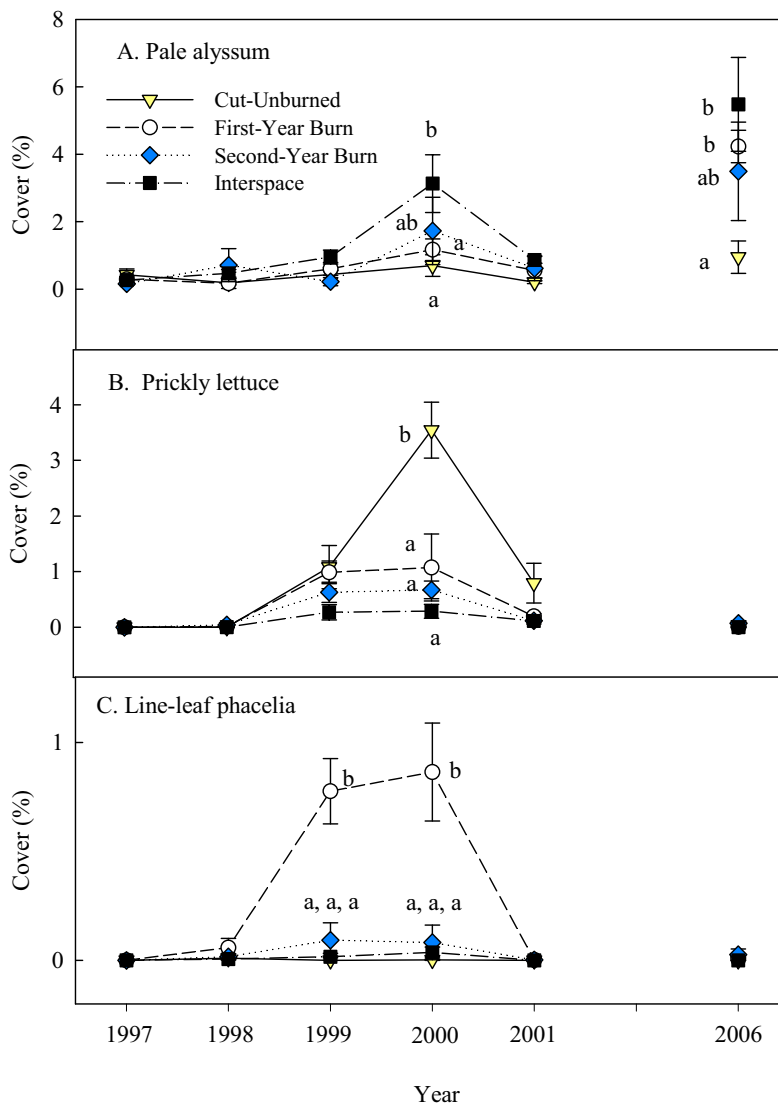 A. Pale alyssum
Cut-Unburned
First-Year Burn
Second-Year Burn
Interspace
Cover (%)
8
6
4
2
0
b
ab
a
a
b
b
ab
a
B. Prickly lettuce
Cover (%)
4
3
2
1
0
b
a
a
a
C. Line-leaf phacelia
Cover (%)
1
0
b
b
a, a, a
a, a, a
1997 1998 1999 2000 2001 2006
Year